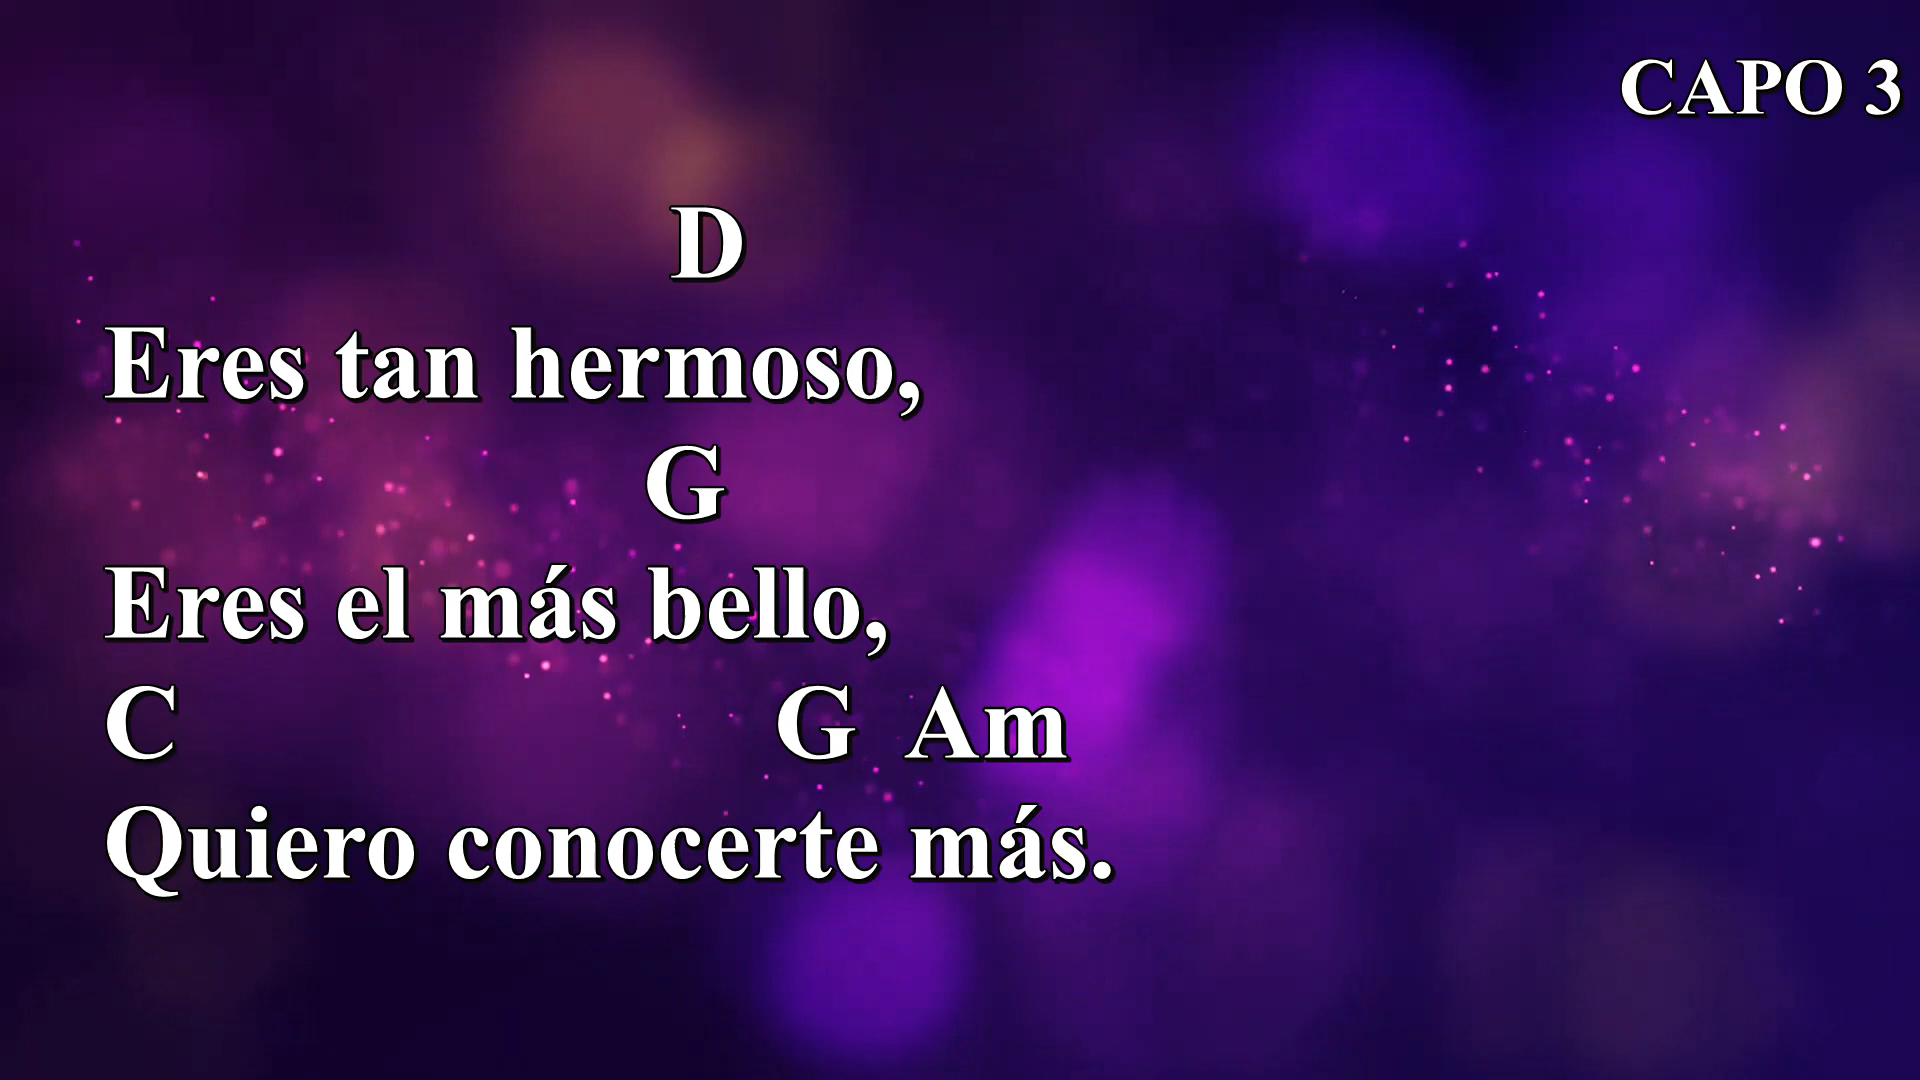 CAPO 3
D
Eres tan hermoso,
G
Eres el más bello,
C G Am
Quiero conocerte más.